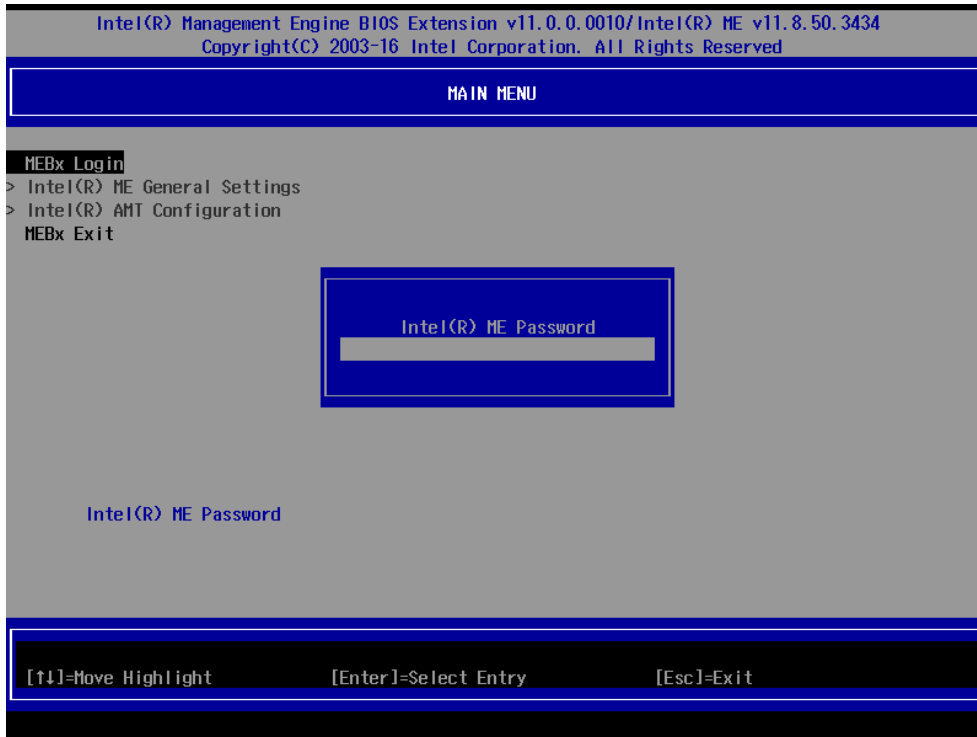 Intel(R) Management Engine BIOS Extension v11.0.0.0010/Intel(R) ME v11.8.50.3434
Copyright(C) 2003-16 Intel Corporation. All Rights Reserved
MAIN MENU
MEBx Login
> Intel(R) ME General Settings
> Intel(R) AMT Configuration
MEBx Exit
Intel(R) ME Password
Intel(R) ME Password
[↑↓]=Move Highlight [Enter]=Select Entry [Esc]=Exit